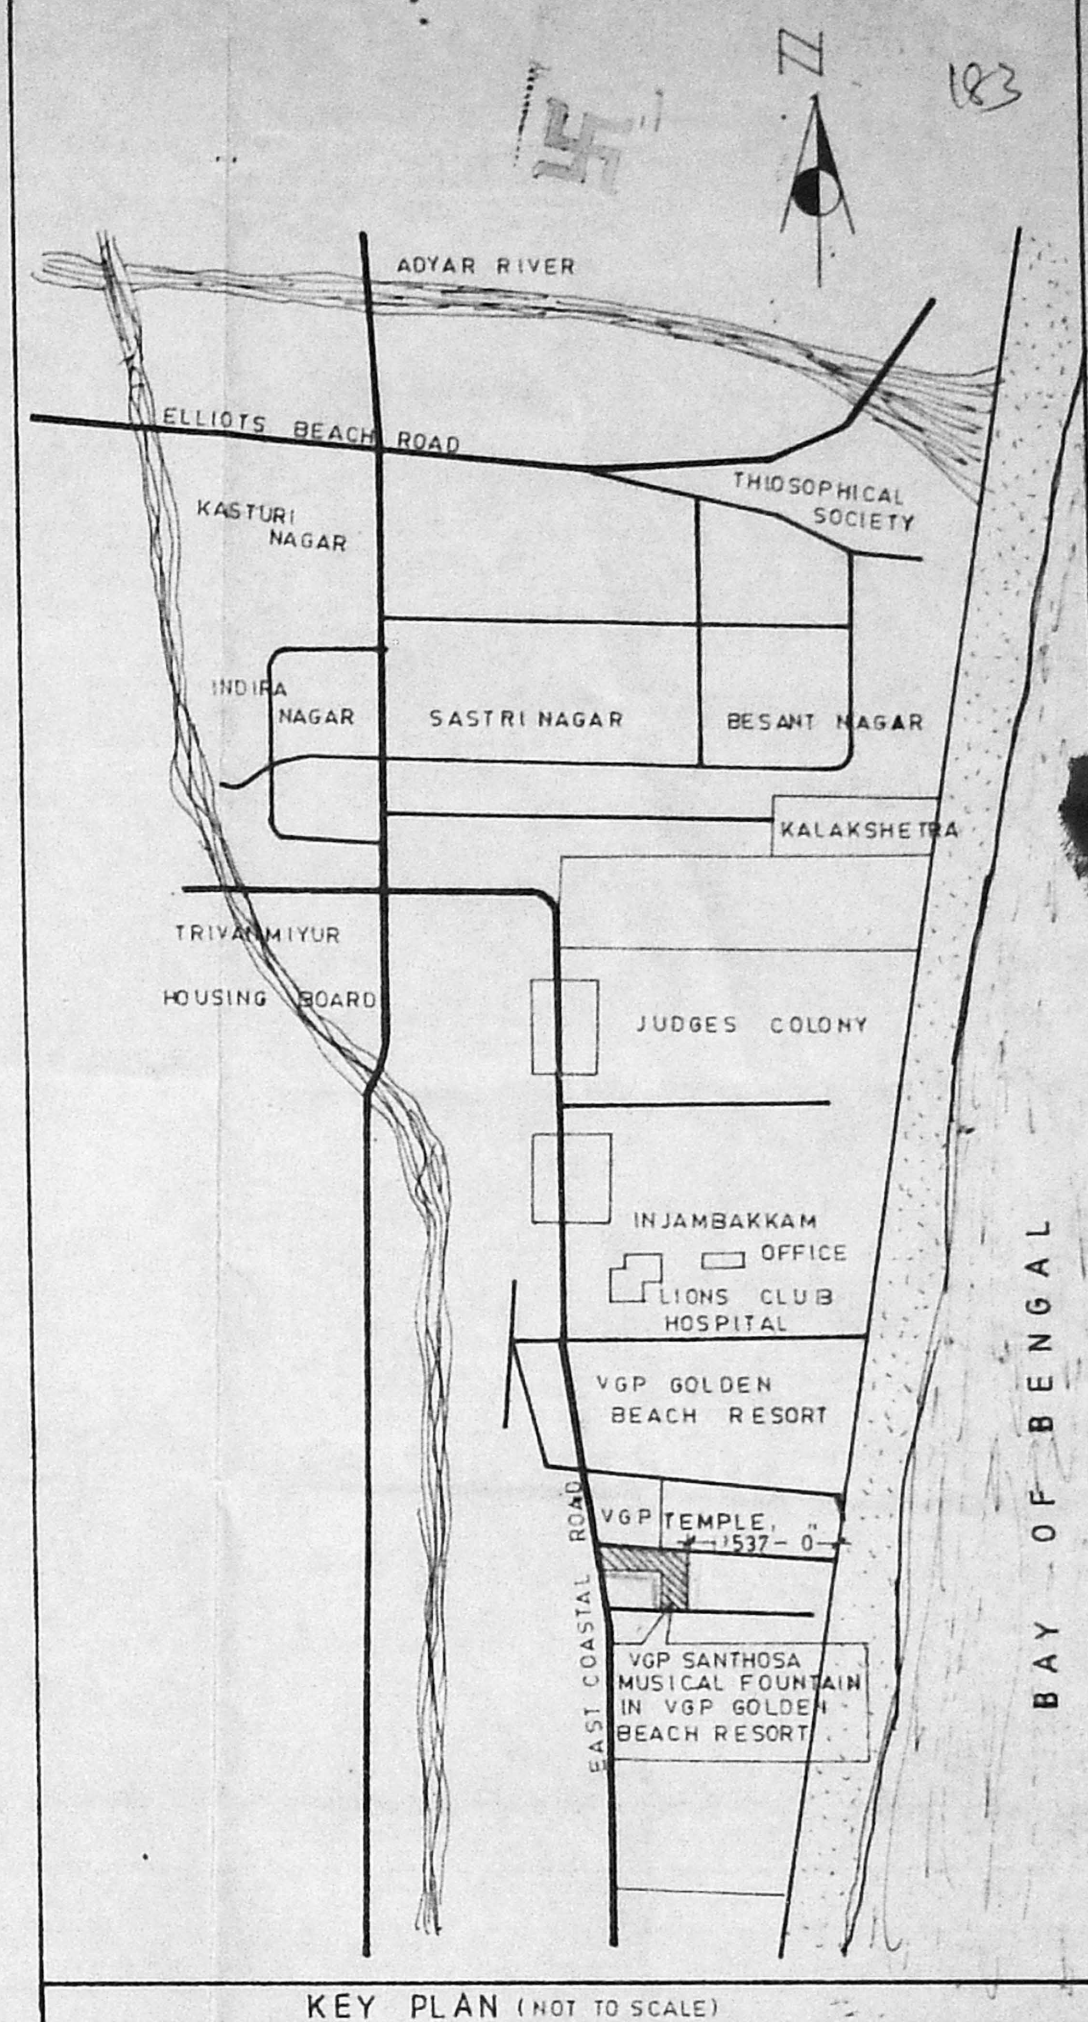 N
183
ADYAR RIVER
ELLIOTS BEACH ROAD
THIOSOPHICAL
SOCIETY
KASTURI
NAGAR
INDIRA
NAGAR
SASTRI NAGAR
BESANT NAGAR
KALAKSHETRA
TRIVANMIYUR
HOUSING BOARD
JUDGES COLONY
INJAMBAKKAM
OFFICE
LIONS CLUB
HOSPITAL
VGP GOLDEN
BEACH RESORT
VGP TEMPLE.
537-0"
EAST COASTAL ROAD
VGP SANTHOSA
MUSICAL FOUNTAIN
IN VGP GOLDEN
BEACH RESORT.
BAY OF BENGAL
KEY PLAN (NOT TO SCALE)